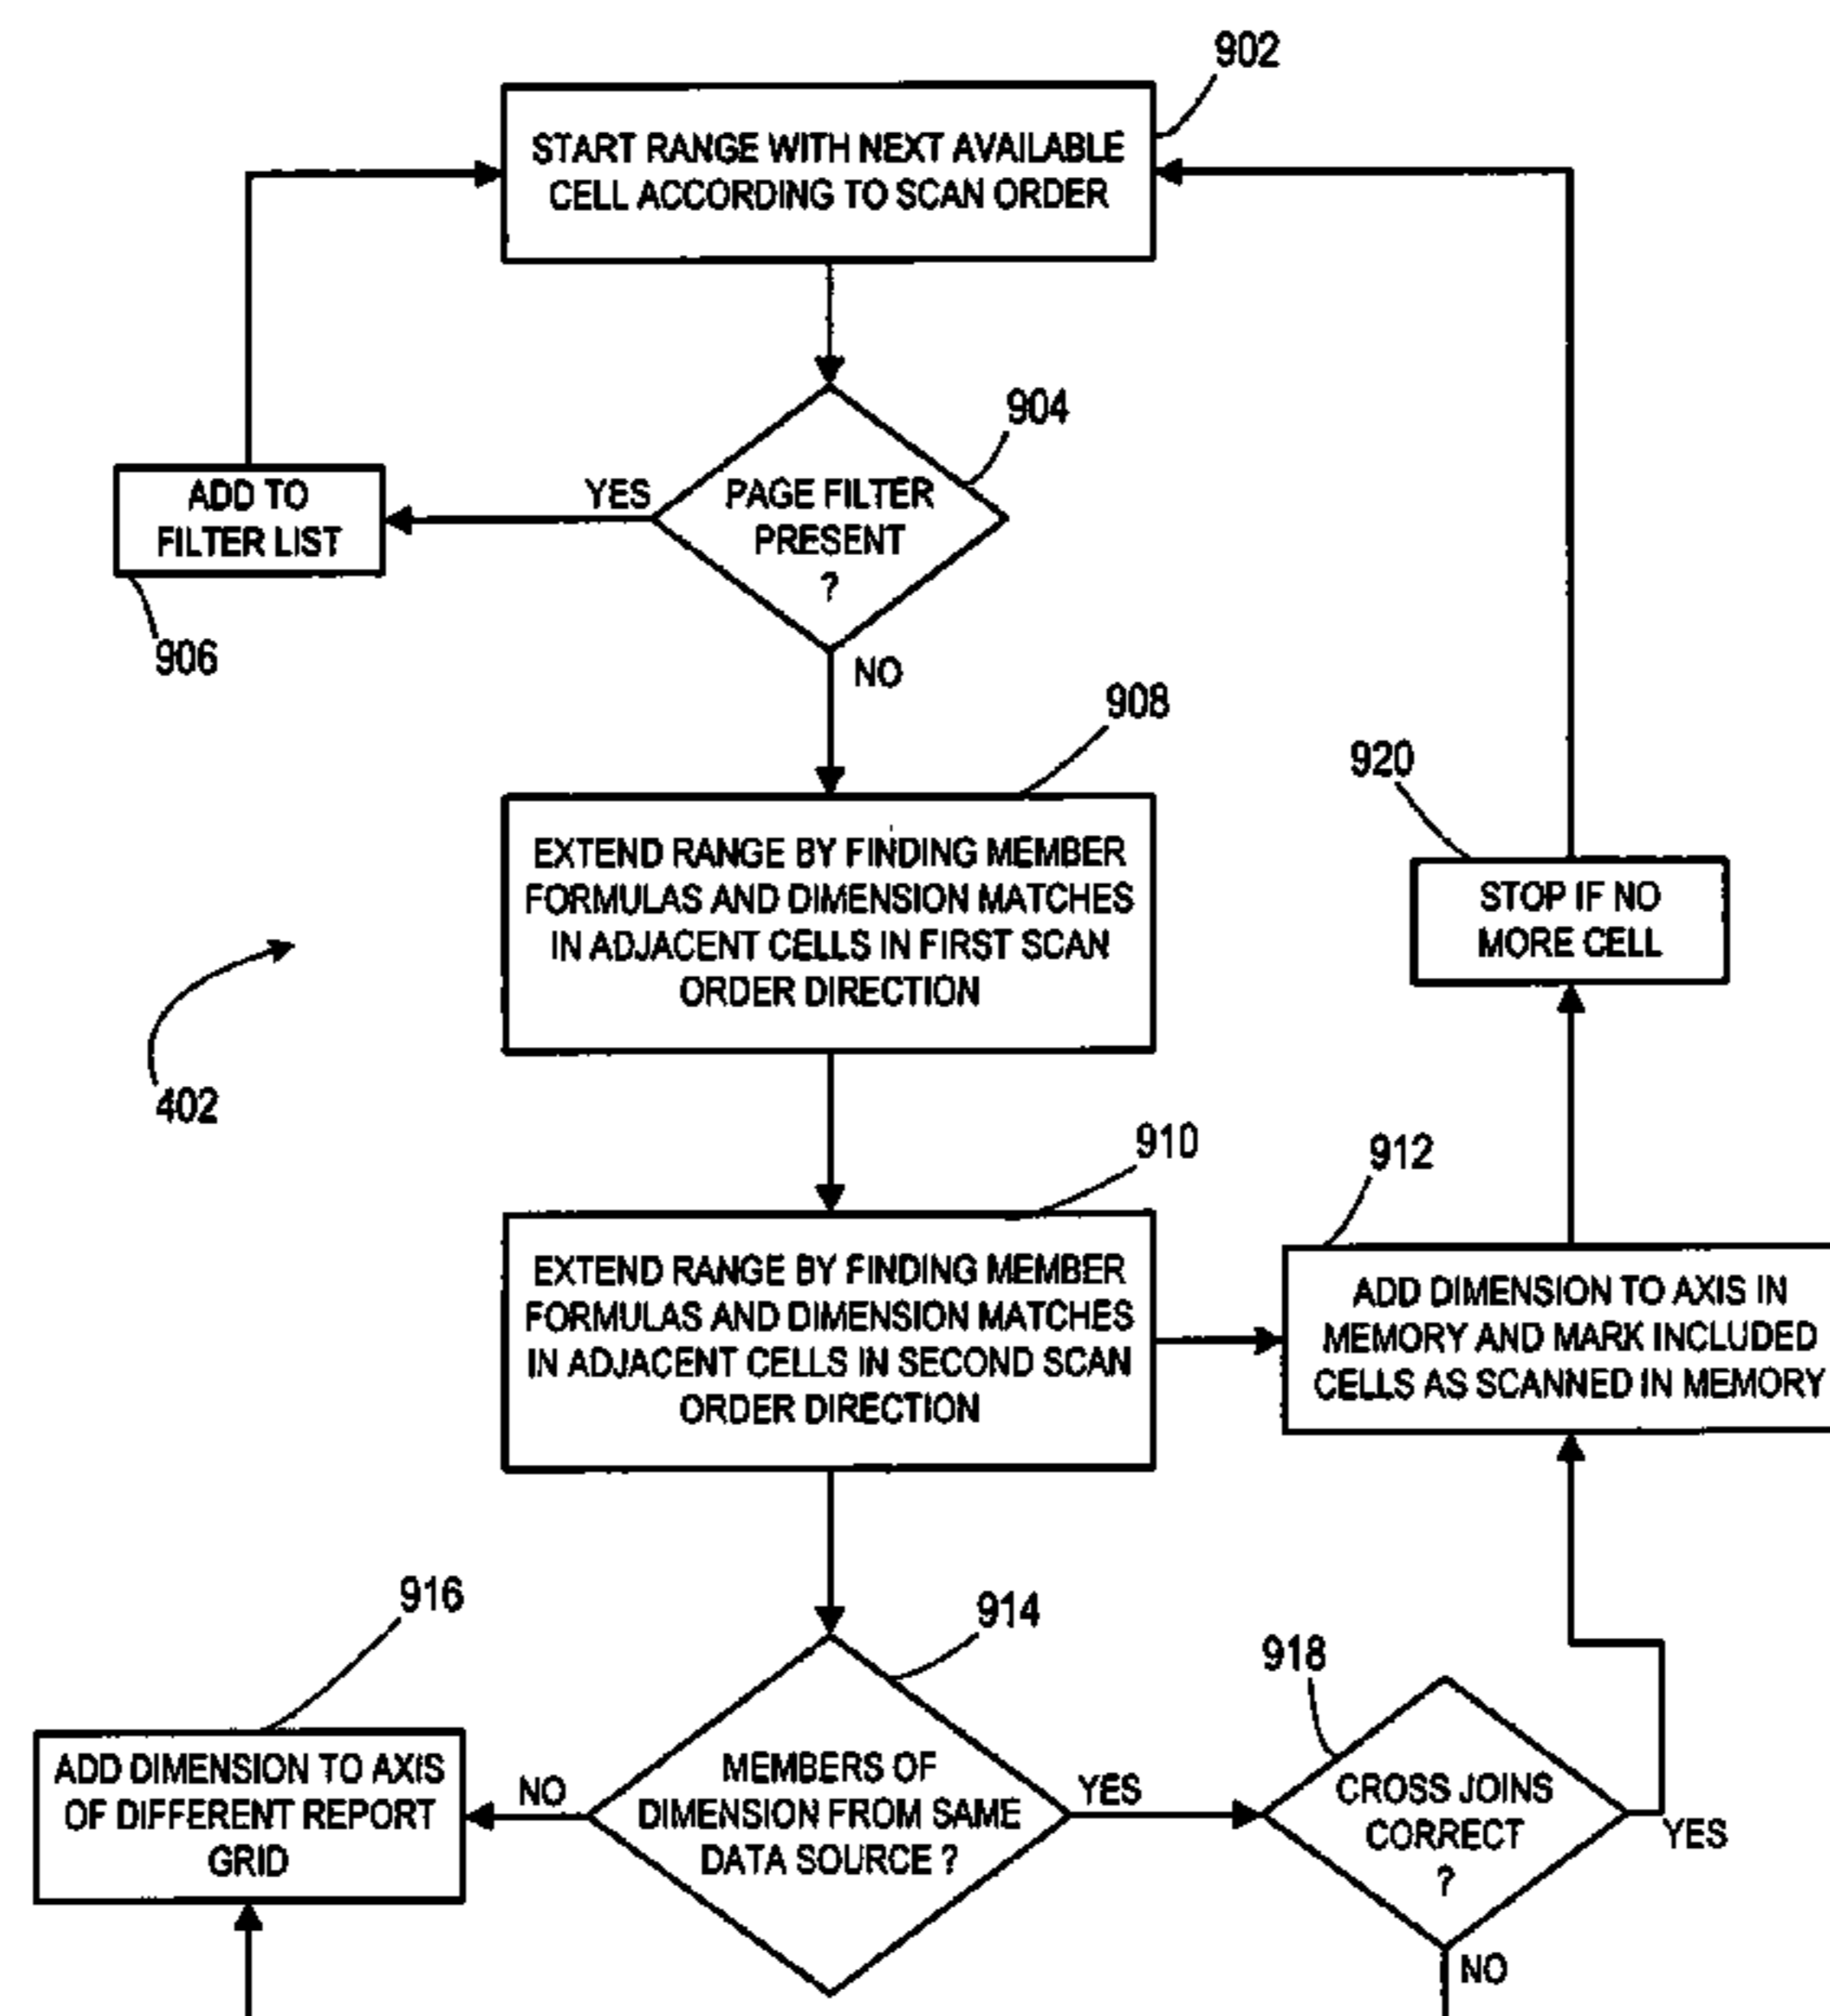 902
START RANGE WITH NEXT AVAILABLE
CELL ACCORDING TO SCAN ORDER
904
PAGE FILTER
PRESENT
?
YES
ADD TO
FILTER LIST
906
NO
908
EXTEND RANGE BY FINDING MEMBER
FORMULAS AND DIMENSION MATCHES
IN ADJACENT CELLS IN FIRST SCAN
ORDER DIRECTION
920
STOP IF NO
MORE CELL
402
910
EXTEND RANGE BY FINDING MEMBER
FORMULAS AND DIMENSION MATCHES
IN ADJACENT CELLS IN SECOND SCAN
ORDER DIRECTION
912
ADD DIMENSION TO AXIS IN
MEMORY AND MARK INCLUDED
CELLS AS SCANNED IN MEMORY
916
ADD DIMENSION TO AXIS
OF DIFFERENT REPORT
GRID
NO
914
MEMBERS OF
DIMENSION FROM SAME
DATA SOURCE ?
YES
918
CROSS JOINS
CORRECT
?
YES
NO